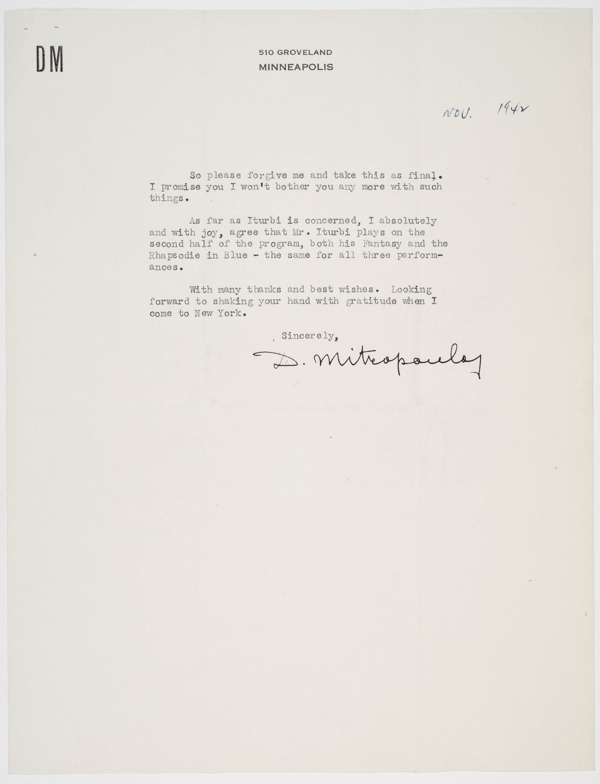 DM
510 GROVELAND
MINNEAPOLIS
NOV. 1942
So please forgive me and take this as final.
I promise you I won't bother you any more with such
things.
As far as Iturbi is concerned, I absolutely
and with joy, agree that Mr. Iturbi plays on the
second half of the program, both his Fantasy and the
Rhapsodie in Blue - the same for all three perform-
ances.
With many thanks and best wishes. Looking
forward to shaking your hand with gratitude when I
come to New York.
Sincerely,
D. Mitropoulos